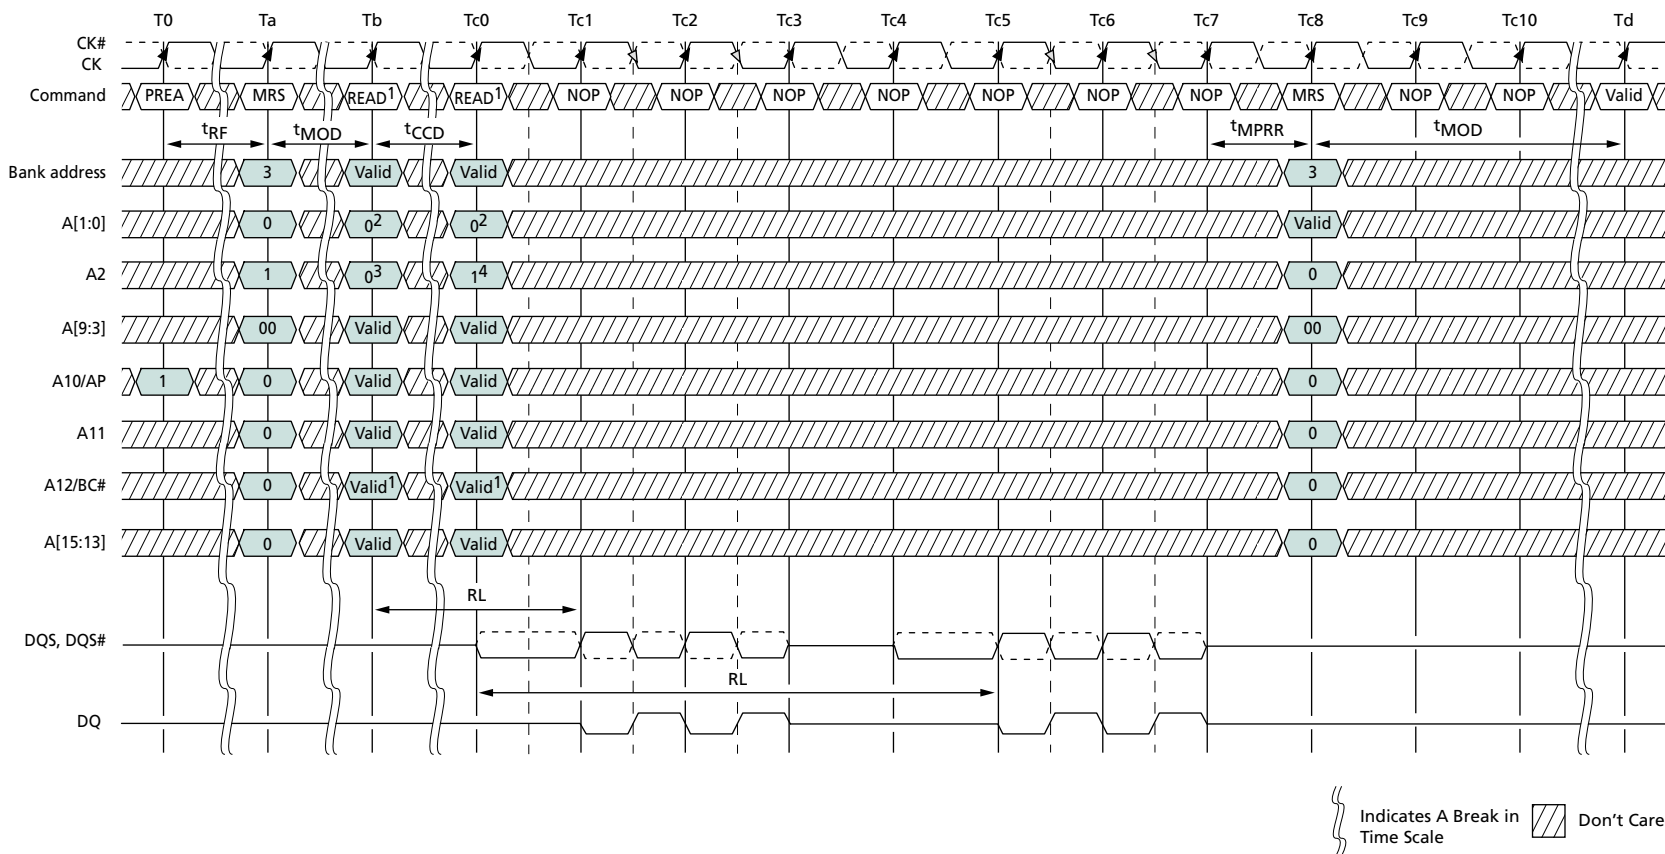 T0 Ta Tb Tc0 Tc1 Tc2 Tc3 Tc4 Tc5 Tc6 Tc7 Tc8 Tc9 Tc10 Td
CK#
CK
Command PREA MRS READ1 READ1 NOP NOP NOP NOP NOP NOP NOP MRS NOP NOP Valid
tRF tMOD tCCD tMPRR tMOD
Bank address 3 Valid Valid 3
A[1:0] 0 02 02 Valid
A2 1 03 14 0
A[9:3] 00 Valid Valid 00
A10/AP 1 0 Valid Valid 0
A11 0 Valid Valid 0
A12/BC# 0 Valid1 Valid1 0
A[15:13] 0 Valid Valid 0
RL
DQS, DQS#
RL
DQ
Indicates A Break in
Time Scale
Don't Care